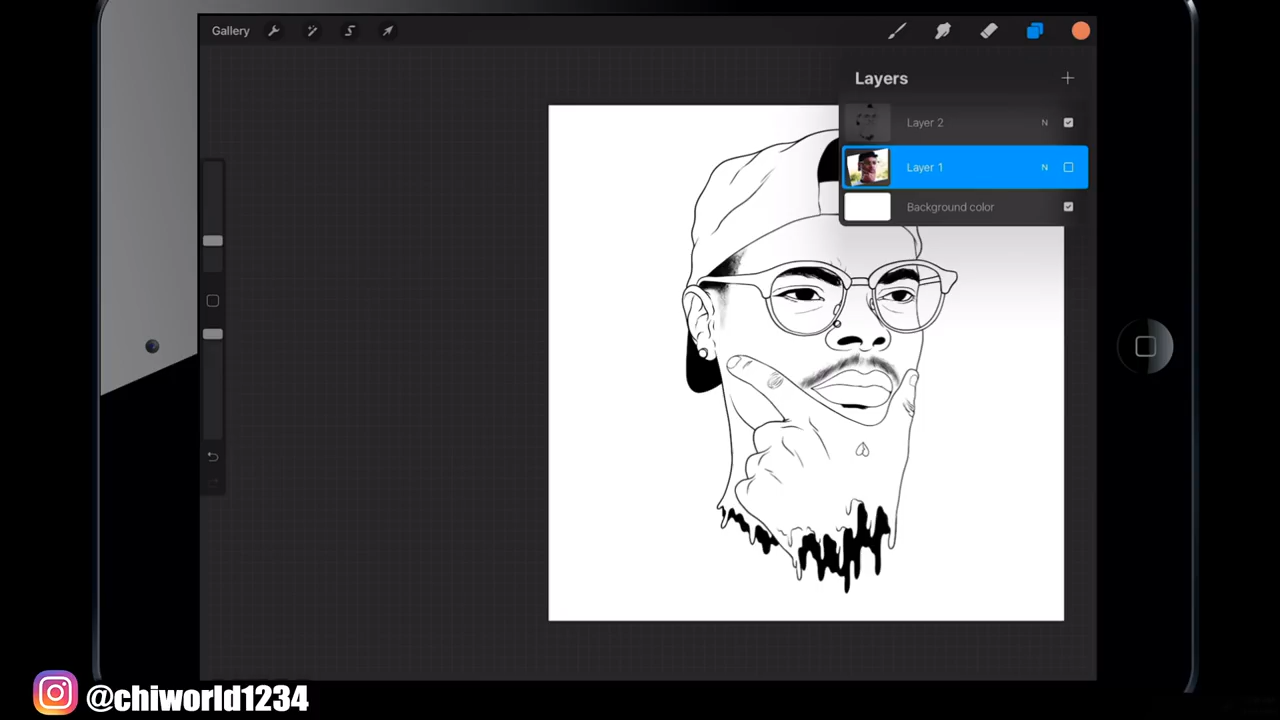 Gallery
Layers
Layer 2 N
Layer 1 N
Background color
@chiworld1234